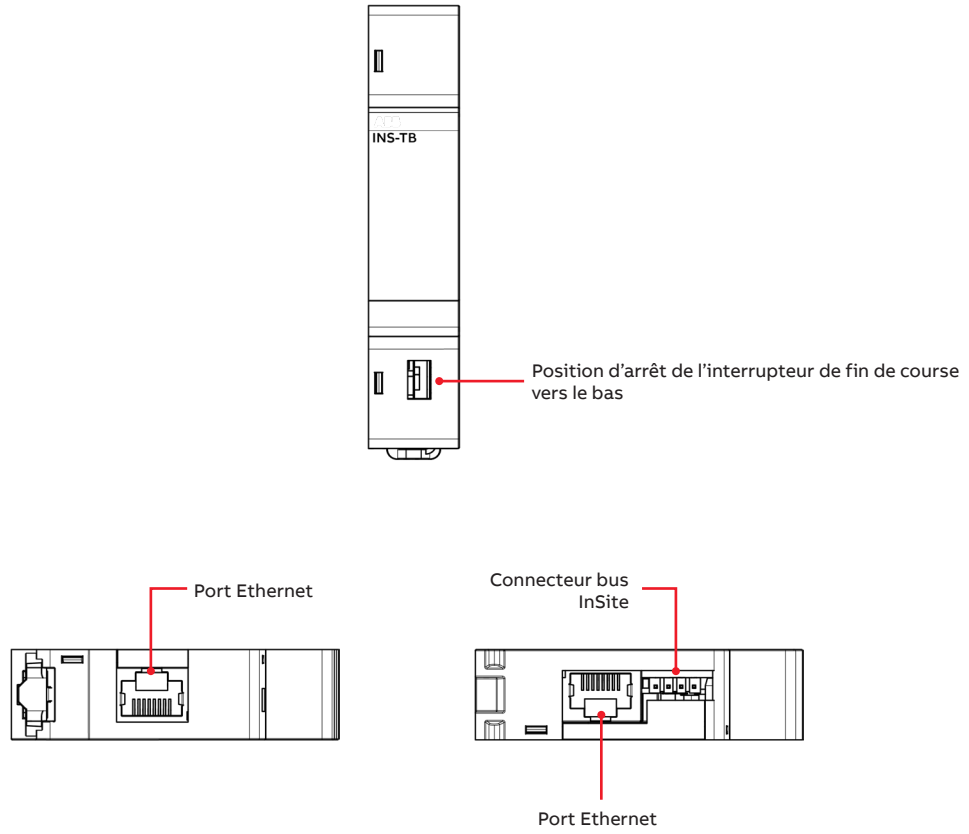 ABB
INS-TB
Position d’arrêt de l’interrupteur de fin de course
vers le bas
Port Ethernet
Connecteur bus
InSite
Port Ethernet